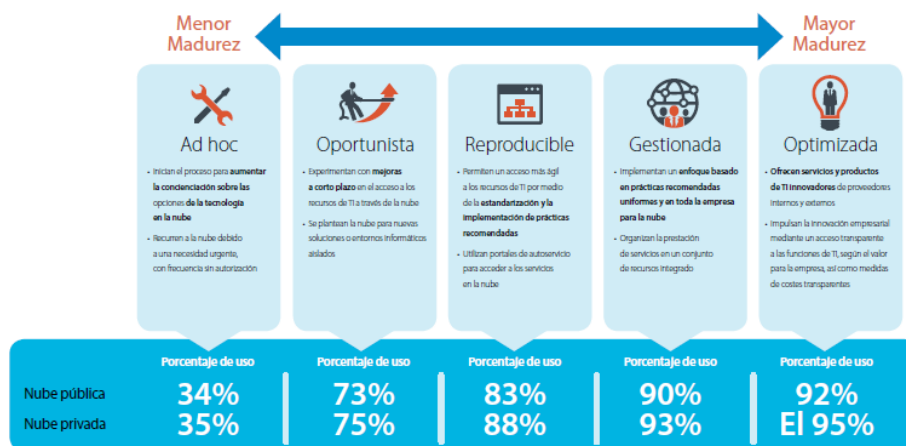 Menor
Madurez
Mayor
Madurez
Ad hoc
• Inician el proceso para aumentar
la concienciación sobre las
opciones de la tecnología
en la nube
• Recurren a la nube debido
a una necesidad urgente,
con frecuencia sin autorización
Oportunista
• Experimentan con mejoras
a corto plazo en el acceso a los
recursos de TI a través de la nube
• Se plantean la nube para nuevas
soluciones o entornos informáticos
aislados
Reproducible
• Permiten un acceso más ágil
a los recursos de TI por medio
de la estandarización y la
implementación de prácticas
recomendadas
• Utilizan portales de autoservicio
para acceder a los servicios
en la nube
Gestionada
• Implementan un enfoque basado
en prácticas recomendadas
uniformes y en toda la empresa
para la nube
• Organizan la prestación
de servicios en un conjunto
de recursos integrado
Optimizada
• Ofrecen servicios y productos
de TI innovadores de proveedores
internos y externos
• Impulsan la innovación empresarial
mediante un acceso transparente
a las funciones de TI, según el valor
para la empresa, así como medidas
de costes transparentes
Porcentaje de uso Porcentaje de uso Porcentaje de uso Porcentaje de uso Porcentaje de uso
Nube pública 34% 73% 83% 90% 92%
Nube privada 35% 75% 88% 93% El 95%